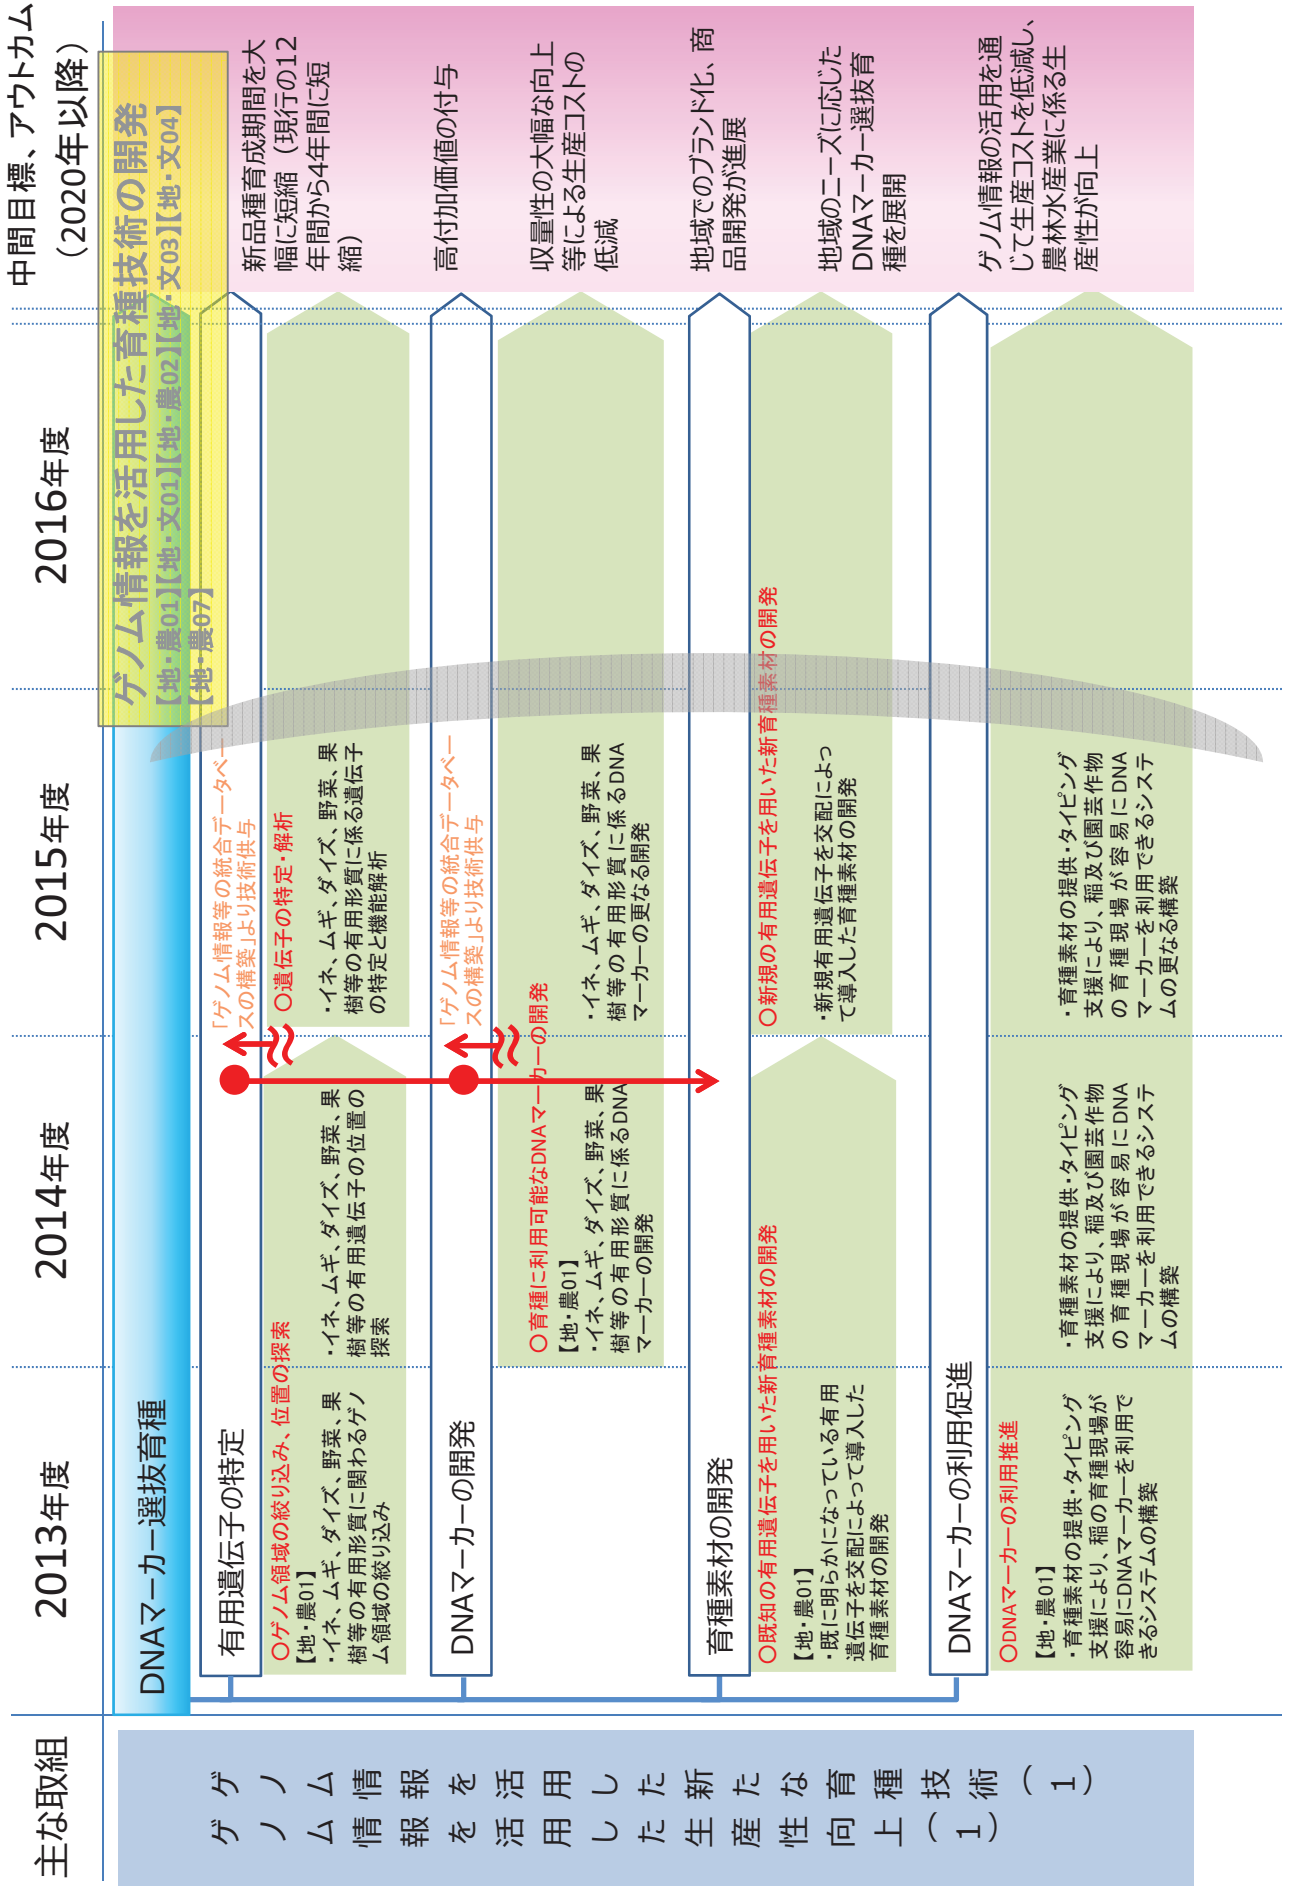 主な取組
2013年度
2014年度
2015年度
2016年度
中間目標、アウトカム
（2020年以降）
ゲノム情報を活用した新たな育種技術（1）
ゲノム情報を活用した生産性向上（1）
DNAマーカー選抜育種
ゲノム情報を活用した育種技術の開発
【地・農01】【地・文01】【地・農02】【地・文03】【地・文04】
【地・農07】
有用遺伝子の特定
「ゲノム情報等の統合データベー
スの構築」より技術供与
○ゲノム領域の絞り込み、位置の探索
【地・農01】
・イネ、ムギ、ダイズ、野菜、果
樹等の有用形質に関わるゲノ
ム領域の絞り込み
・イネ、ムギ、ダイズ、野菜、果
樹等の有用遺伝子の位置の
探索
○遺伝子の特定・解析
・イネ、ムギ、ダイズ、野菜、果
樹等の有用形質に係る遺伝子
の特定と機能解析
新品種育成期間を大
幅に短縮（現行の12
年間から4年間に短
縮）
DNAマーカーの開発
「ゲノム情報等の統合データベー
スの構築」より技術供与
高付加価値の付与
○育種に利用可能なDNAマーカーの開発
【地・農01】
・イネ、ムギ、ダイズ、野菜、果
樹等の有用形質に係るDNA
マーカーの開発
・イネ、ムギ、ダイズ、野菜、果
樹等の有用形質に係るDNA
マーカーの更なる開発
収量性の大幅な向上
等による生産コストの
低減
育種素材の開発
地域でのブランド化、商
品開発が進展
○既知の有用遺伝子を用いた新育種素材の開発
【地・農01】
・既に明らかになっている有用
遺伝子を交配によって導入した
育種素材の開発
○新規の有用遺伝子を用いた新育種素材の開発
・新規有用遺伝子を交配によっ
て導入した育種素材の開発
地域のニーズに応じた
DNAマーカー選抜育
種を展開
DNAマーカーの利用促進
○DNAマーカーの利用推進
【地・農01】
・育種素材の提供・タイピング
支援により、稲の育種現場が
容易にDNAマーカーを利用で
きるシステムの構築
・育種素材の提供・タイピング
支援により、稲及び園芸作物
の育種現場が容易にDNA
マーカーを利用できるシステ
ムの構築
・育種素材の提供・タイピング
支援により、稲及び園芸作物
の育種現場が容易にDNA
マーカーを利用できるシステ
ムの更なる構築
ゲノム情報の活用を通
じて生産コストを低減し、
農林水産業に係る生
産性が向上